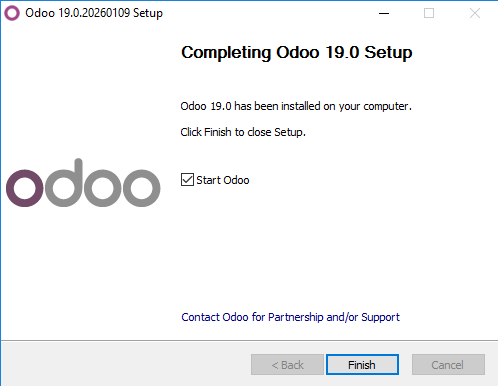 Odoo 19.0.20260109 Setup
Completing Odoo 19.0 Setup
Odoo 19.0 has been installed on your computer.
Click Finish to close Setup.
odoo
Start Odoo
Contact Odoo for Partnership and/or Support
< Back
Finish
Cancel